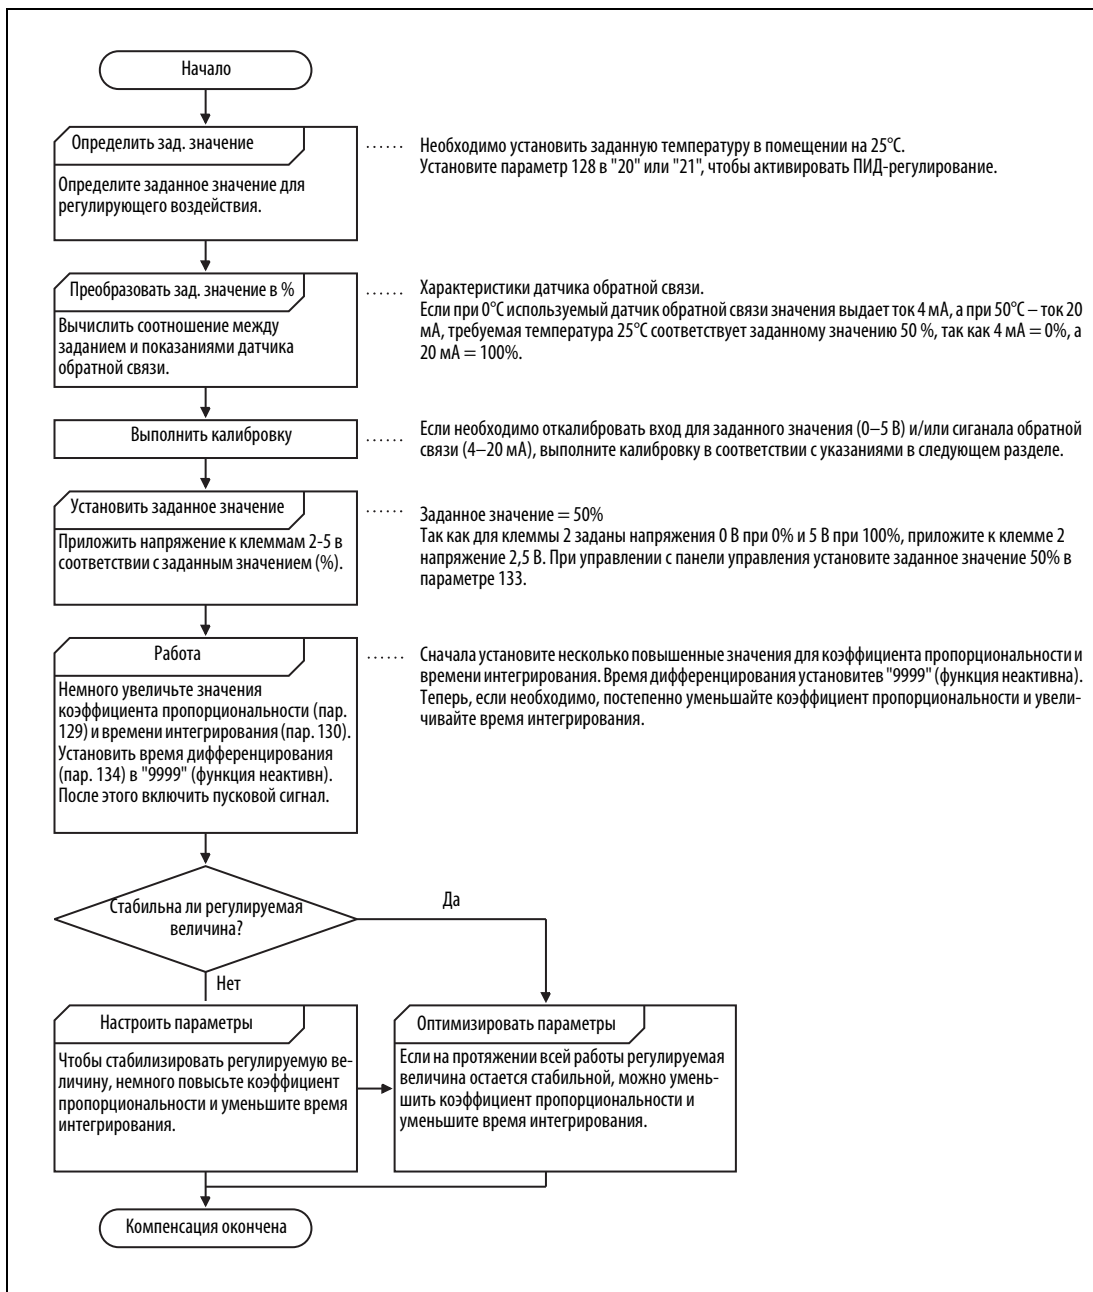 Начало
Определить зад. значение
Определите заданное значение для
регулирующего воздействия.
...... Необходимо установить заданную температуру в помещении на 25°C.
Установите параметр 128 в "20" или "21", чтобы активировать ПИД-регулирование.
Преобразовать зад. значение в %
Вычислить соотношение между
заданием и показаниями датчика
обратной связи.
...... Характеристики датчика обратной связи.
Если при 0°C используемый датчик обратной связи значения выдает ток 4 мА, а при 50°C – ток 20
мА, требуемая температура 25°C соответствует заданному значению 50 %, так как 4 мА = 0%, а
20 мА = 100%.
Выполнить калибровку
...... Если необходимо откалибровать вход для заданного значения (0–5 В) и/или сиганала обратной
связи (4–20 мА), выполните калибровку в соответствии с указаниями в следующем разделе.
Установить заданное значение
Приложить напряжение к клеммам 2-5 в
соответствии с заданным значением (%).
...... Заданное значение = 50%
Так как для клеммы 2 заданы напряжения 0 В при 0% и 5 В при 100%, приложите к клемме 2
напряжение 2,5 В. При управлении с панели управления установите заданное значение 50% в
параметре 133.
Работа
Немного увеличьте значения
коэффициента пропорциональности (пар.
129) и времени интегрирования (пар. 130).
Установить время дифференцирования
(пар. 134) в "9999" (функция неактивн).
После этого включить пусковой сигнал.
...... Сначала установите несколько повышенные значения для коэффициента пропорциональности и
времени интегрирования. Время дифференцирования установитев "9999" (функция неактивна).
Теперь, если необходимо, постепенно уменьшайте коэффициент пропорциональности и увели-
чивайте время интегрирования.
Стабильна ли регулируемая
величина?
Да
Нет
Настроить параметры
Чтобы стабилизировать регулируемую ве-
личину, немного повысьте коэффициент
пропорциональности и уменьшите время
интегрирования.
Оптимизировать параметры
Если на протяжении всей работы регулируемая
величина остается стабильной, можно умень-
шить коэффициент пропорциональности и
уменьшите время интегрирования.
Компенсация окончена